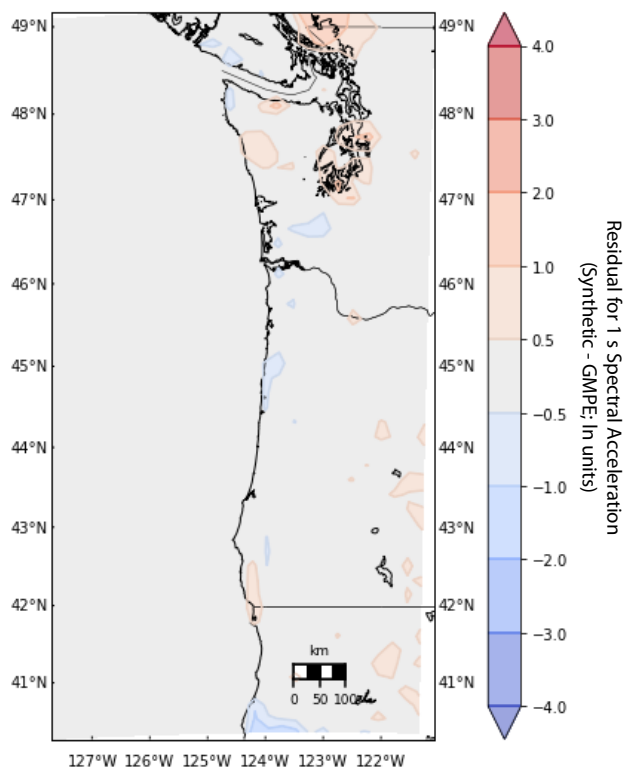 49°N
48°N
47°N
46°N
45°N
44°N
43°N
42°N
41°N
49°N
48°N
47°N
46°N
45°N
44°N
43°N
42°N
41°N
127°W 126°W 125°W 124°W 123°W 122°W
km
0 50 100
4.0
3.0
2.0
1.0
0.5
−0.5
−1.0
−2.0
−3.0
−4.0
Residual for 1 s Spectral Acceleration
(Synthetic - GMPE; ln units)